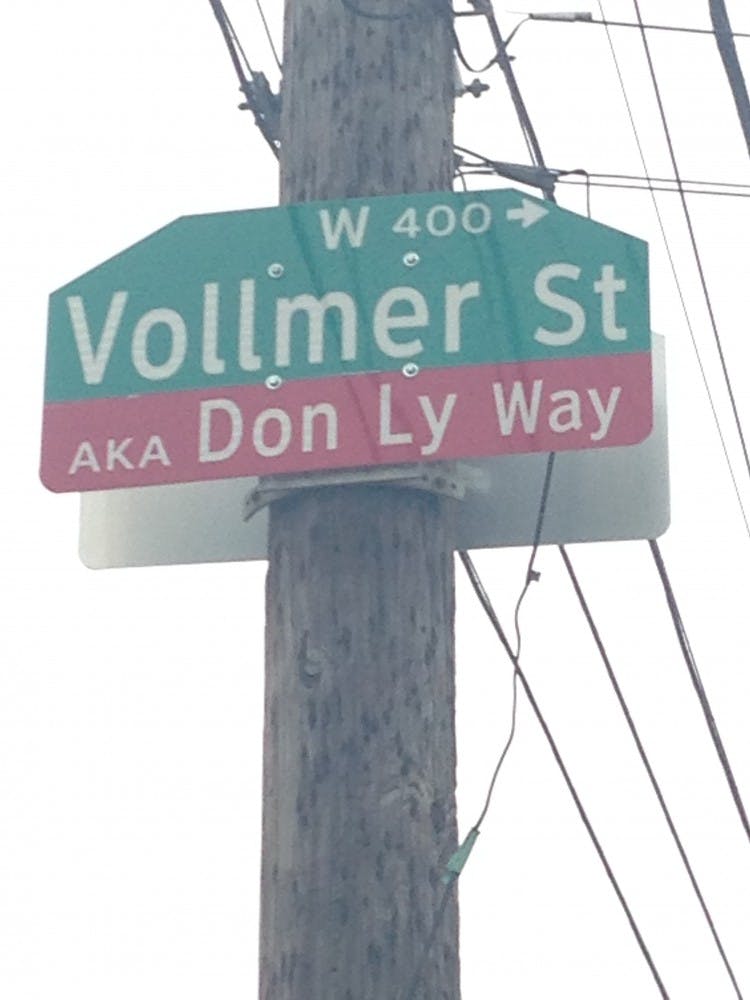 W 400 →
Vollmer St
AKA Don Ly Way